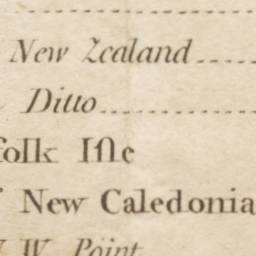 New Zealand
Ditto
folk Iſle
New Caledonia
W. Point